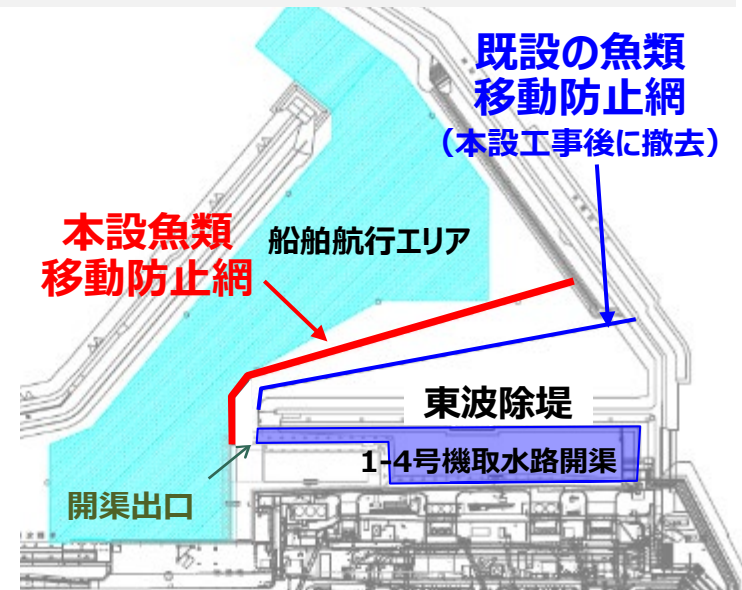 既設の魚類
移動防止網
（本設工事後に撤去）
本設魚類
移動防止網
船舶航行エリア
東波除堤
1-4号機取水路開渠
開渠出口